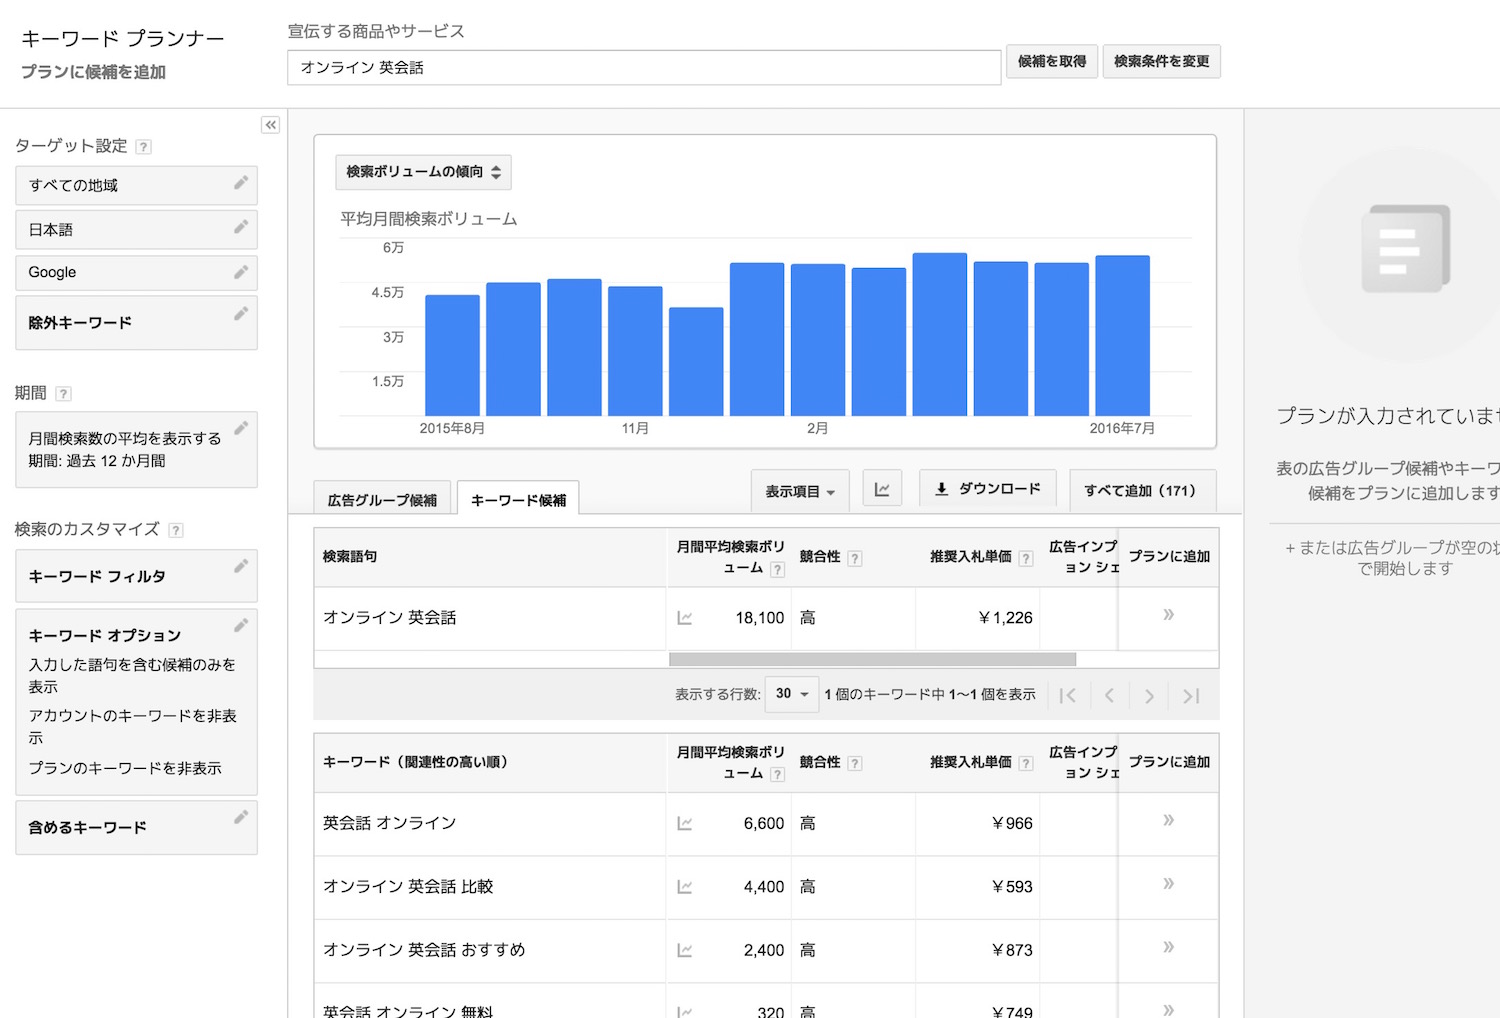 キーワード プランナー
プランに候補を追加
宣伝する商品やサービス
オンライン 英会話
候補を取得
検索条件を変更
ターゲット設定 ?
すべての地域
日本語
Google
除外キーワード
期間 ?
月間検索数の平均を表示する
期間: 過去 12 か月間
検索のカスタマイズ ?
キーワード フィルタ
キーワード オプション
入力した語句を含む候補のみを
表示
アカウントのキーワードを非表
示
プランのキーワードを非表示
含めるキーワード
検索ボリュームの傾向
平均月間検索ボリューム
6万
4.5万
3万
1.5万
2015年8月 11月 2月 2016年7月
広告グループ候補
キーワード候補
表示項目
ダウンロード
すべて追加（171）
検索語句
月間平均検索ボリ
ューム ?
競合性 ?
推奨入札単価 ?
広告インプ
ョン シェ
プランに追加
オンライン 英会話 18,100 高 ￥1,226 »
表示する行数: 30 1 個のキーワード中 1～1 個を表示
キーワード（関連性の高い順）
月間平均検索ボリ
ューム ?
競合性 ?
推奨入札単価 ?
広告インプ
ョン シェ
プランに追加
英会話 オンライン 6,600 高 ￥966 »
オンライン 英会話 比較 4,400 高 ￥593 »
オンライン 英会話 おすすめ 2,400 高 ￥873 »
英会話 オンライン 無料 320 高 ￥749 »
プランが入力されていませ
表の広告グループ候補やキーワ
候補をプランに追加します
+ または広告グループが空の状
で開始します